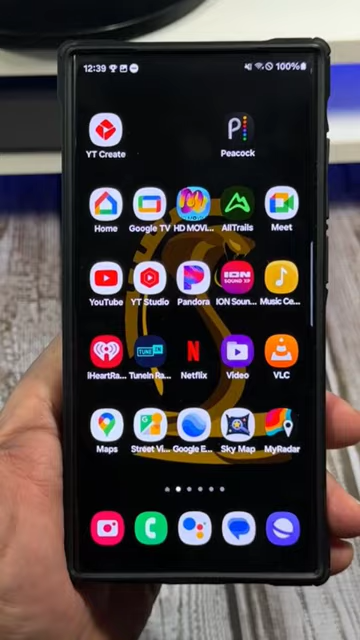 12:39
100%
YT Create
Peacock
Home
Google TV
HD MOVI...
AllTrails
Meet
YouTube
YT Studio
Pandora
ION Soun...
Music Ce...
iHeartRa...
TuneIn Ra...
Netflix
Video
VLC
Maps
Street Vi...
Google E...
Sky Map
MyRadar